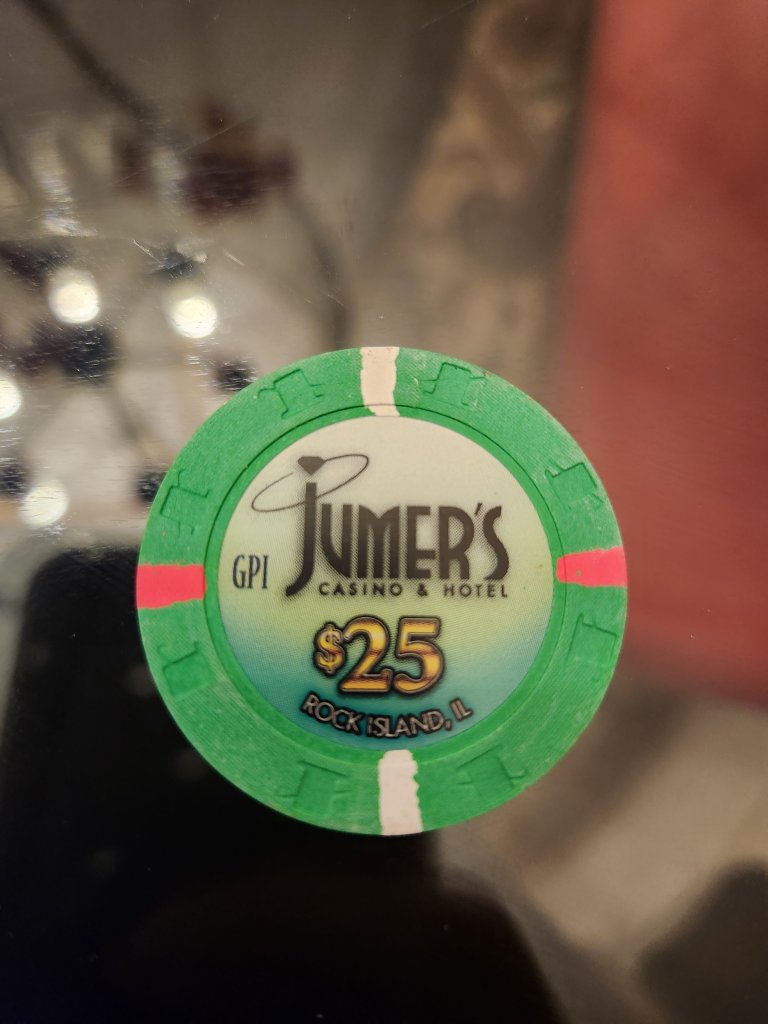 JUMER'S
GPI
CASINO & HOTEL
$25
ROCK ISLAND, IL